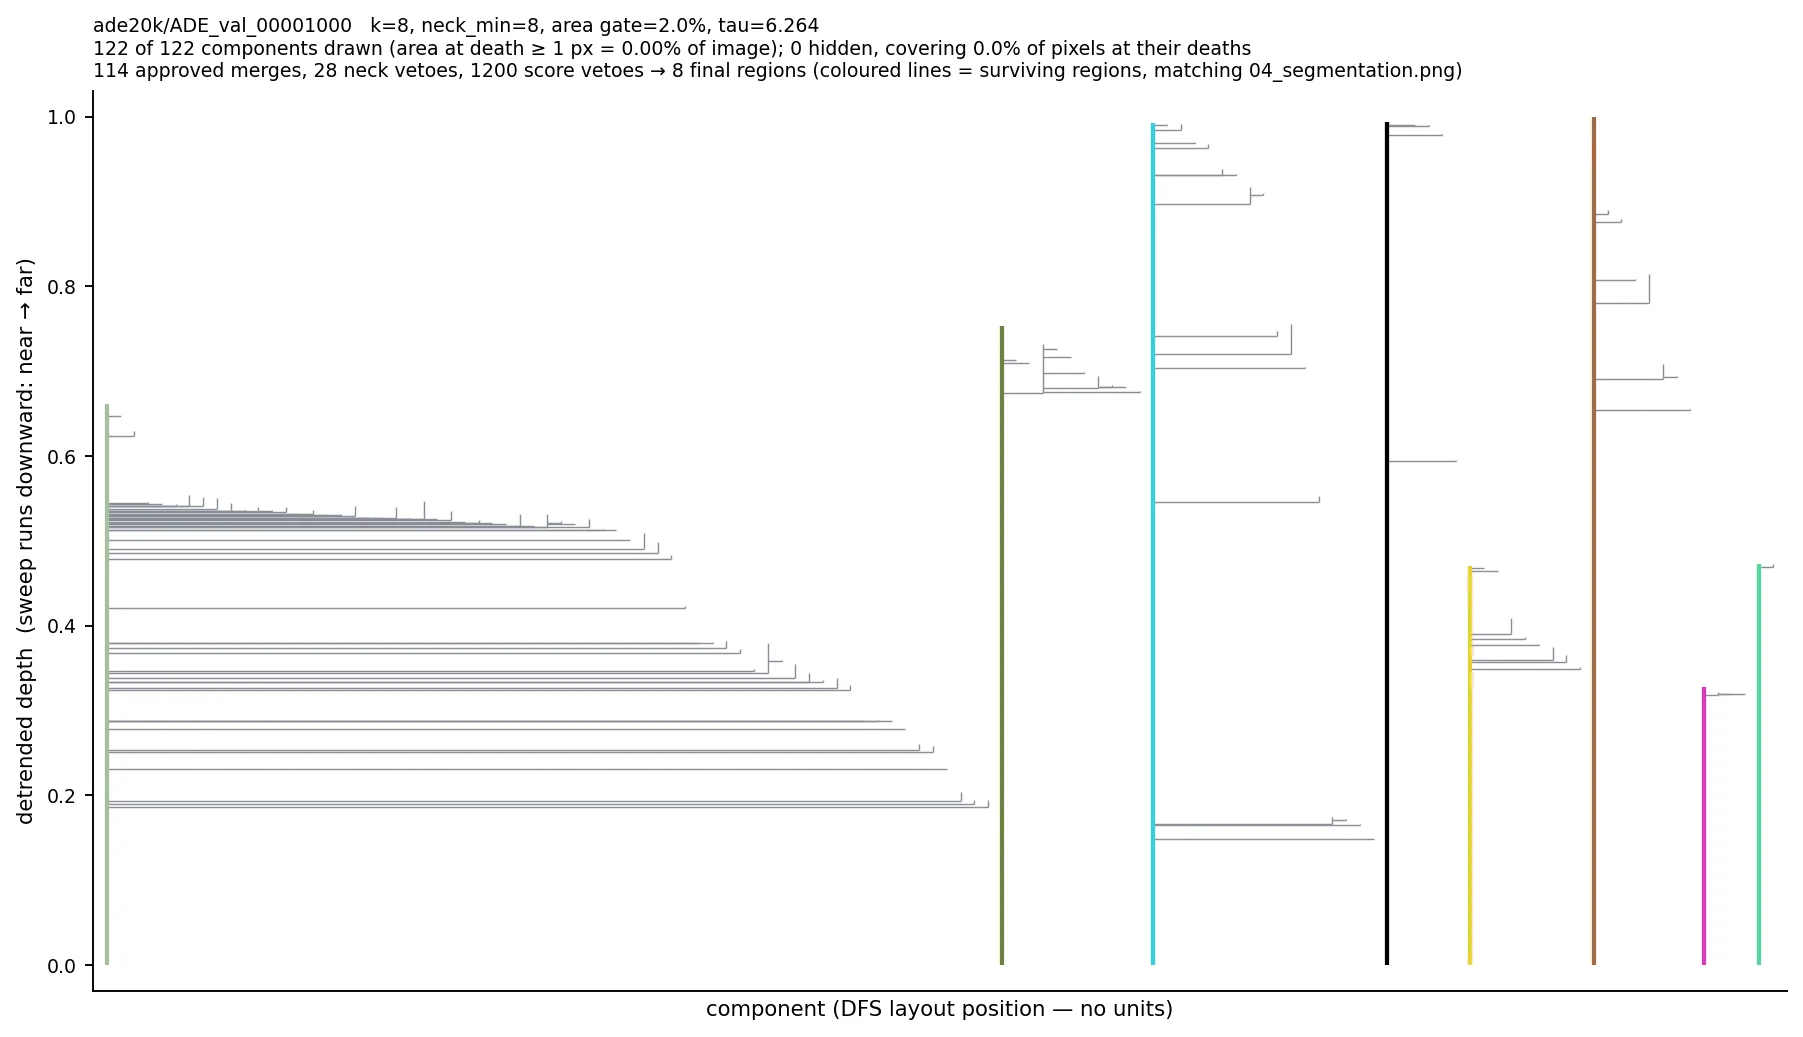 ade20k/ADE_val_00001000   k=8, neck_min=8, area gate=2.0%, tau=6.264
122 of 122 components drawn (area at death ≥ 1 px = 0.00% of image); 0 hidden, covering 0.0% of pixels at their deaths
114 approved merges, 28 neck vetoes, 1200 score vetoes → 8 final regions (coloured lines = surviving regions, matching 04_segmentation.png)
1.0
0.8
0.6
0.4
0.2
0.0
detrended depth  (sweep runs downward: near → far)
component (DFS layout position — no units)